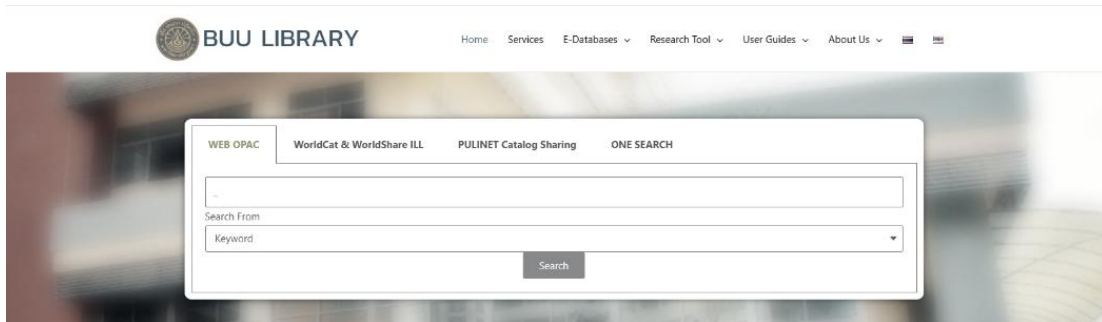 BUU LIBRARY
Home Services E-Databases Research Tool User Guides About Us
WEB OPAC WorldCat & WorldShare ILL PULINET Catalog Sharing ONE SEARCH
Search From
Keyword
Search